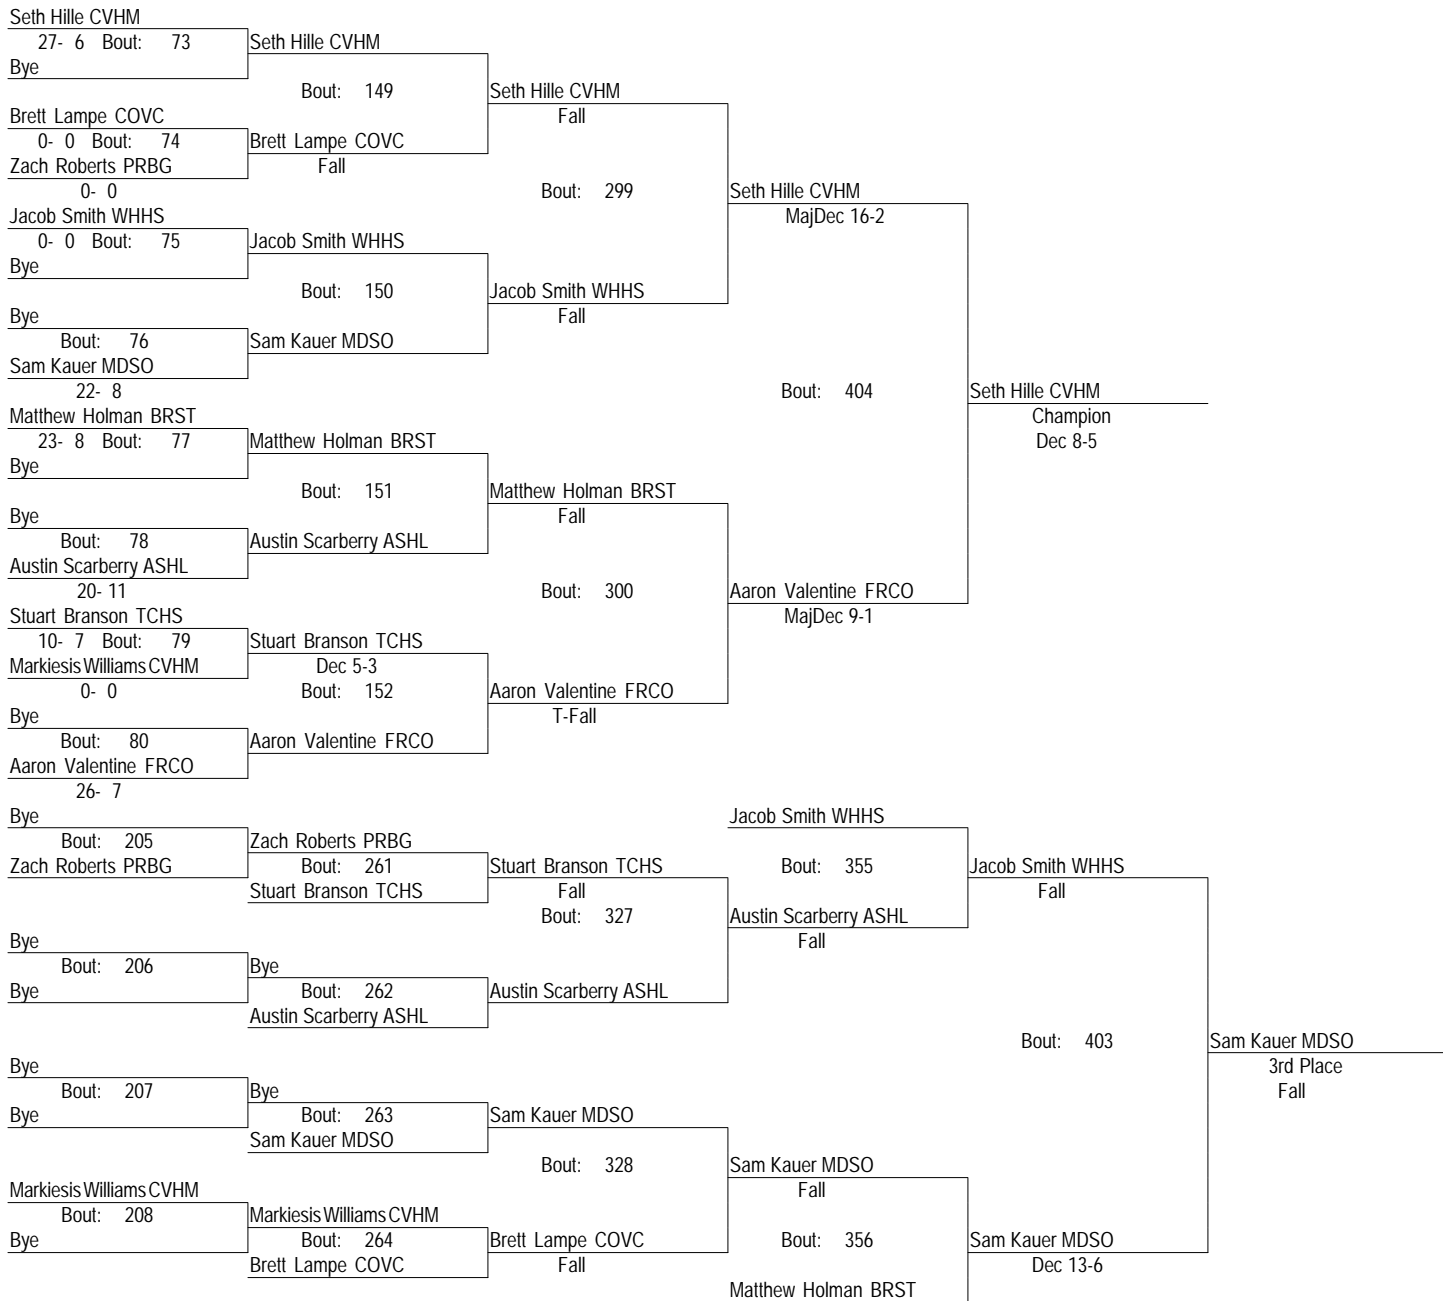 Seth Hille CVHM
27- 6 Bout: 73 Seth Hille CVHM
Bye
Bout: 149 Seth Hille CVHM
Brett Lampe COVC Fall
0- 0 Bout: 74 Brett Lampe COVC
Zach Roberts PRBG Fall
0- 0 Bout: 299 Seth Hille CVHM
Jacob Smith WHHS MajDec 16-2
0- 0 Bout: 75 Jacob Smith WHHS
Bye
Bout: 150 Jacob Smith WHHS
Bye Fall
Bout: 76 Sam Kauer MDSO
Sam Kauer MDSO
22- 8 Bout: 404 Seth Hille CVHM
Matthew Holman BRST Champion
23- 8 Bout: 77 Matthew Holman BRST Dec 8-5
Bye
Bout: 151 Matthew Holman BRST
Bye Fall
Bout: 78 Austin Scarberry ASHL
Austin Scarberry ASHL
20- 11 Bout: 300 Aaron Valentine FRCO
Stuart Branson TCHS MajDec 9-1
10- 7 Bout: 79 Stuart Branson TCHS
Markiesis Williams CVHM Dec 5-3
0- 0 Bout: 152 Aaron Valentine FRCO
Bye T-Fall
Bout: 80 Aaron Valentine FRCO
Aaron Valentine FRCO
26- 7
Bye Jacob Smith WHHS
Bout: 205 Zach Roberts PRBG
Zach Roberts PRBG Bout: 261 Stuart Branson TCHS Bout: 355 Jacob Smith WHHS
Stuart Branson TCHS Fall Fall
Bout: 327 Austin Scarberry ASHL
Bye Fall
Bout: 206 Bye
Bye Bout: 262 Austin Scarberry ASHL
Austin Scarberry ASHL
Bout: 403 Sam Kauer MDSO
Bye 3rd Place
Bout: 207 Bye Fall
Bye Bout: 263 Sam Kauer MDSO
Sam Kauer MDSO
Bout: 328 Sam Kauer MDSO
Markiesis Williams CVHM Fall
Bout: 208 Markiesis Williams CVHM
Bye Bout: 264 Brett Lampe COVC Bout: 356 Sam Kauer MDSO
Brett Lampe COVC Fall Dec 13-6
Matthew Holman BRST